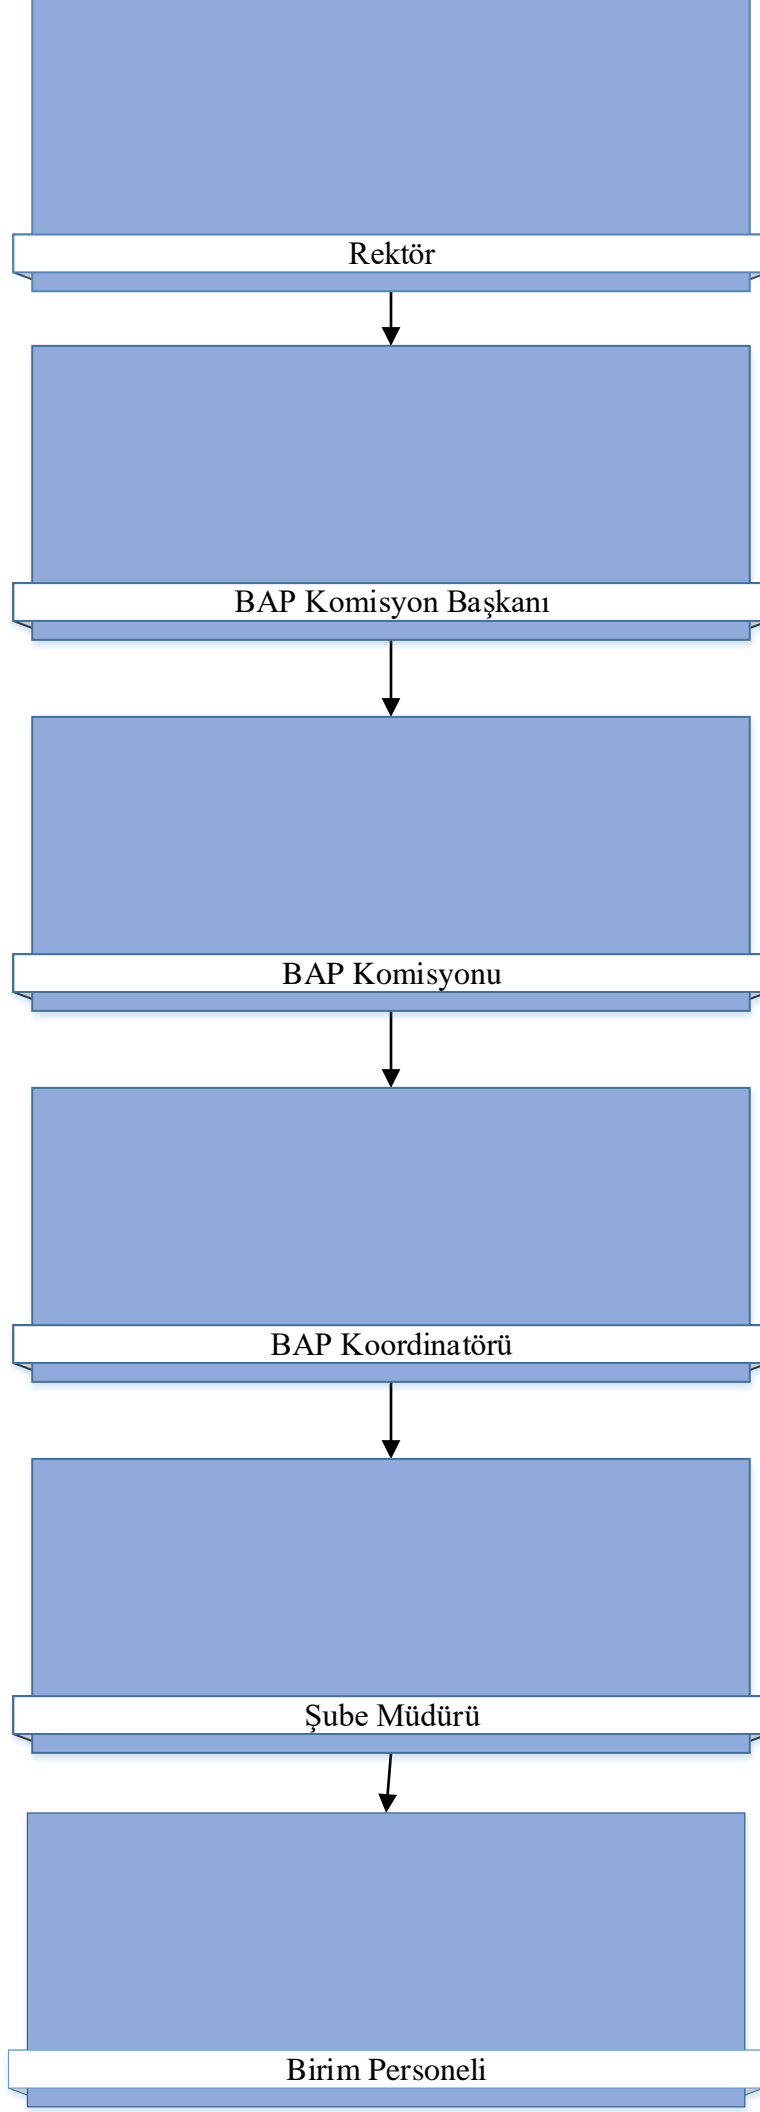 Rektör
BAP Komisyon Başkanı
BAP Komisyonu
BAP Koordinatörü
Şube Müdürü
Birim Personeli